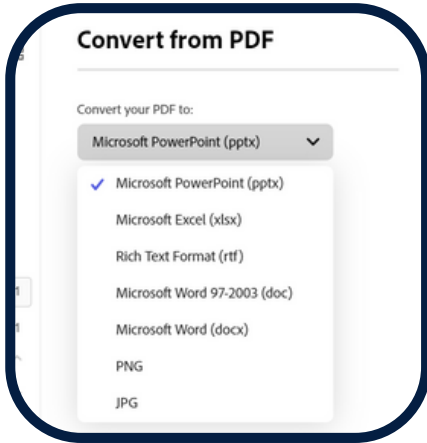 Convert from PDF
Convert your PDF to:
Microsoft PowerPoint (pptx)
Microsoft PowerPoint (pptx)
Microsoft Excel (xlsx)
Rich Text Format (rtf)
Microsoft Word 97-2003 (doc)
Microsoft Word (docx)
PNG
JPG